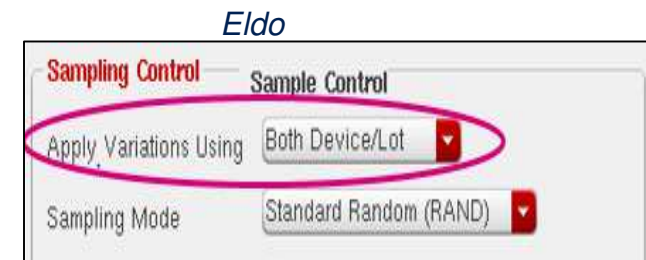 Eldo
Sampling Control Sample Control
Apply Variations Using Both Device/Lot
Sampling Mode Standard Random (RAND)